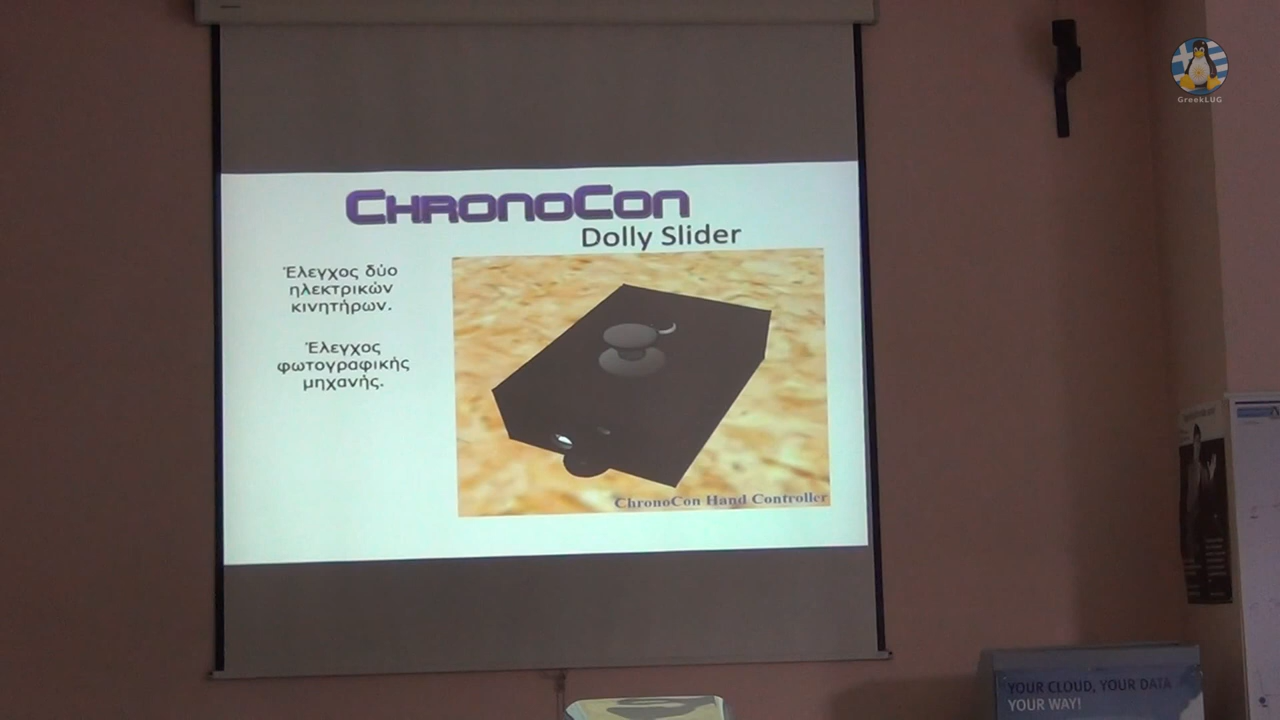 GreekLUG
ChronoCon
Dolly Slider
Έλεγχος δύο
ηλεκτρικών
κινητήρων.
Έλεγχος
φωτογραφικής
μηχανής.
ChronoCon Hand Controller
YOUR CLOUD, YOUR DATA
YOUR WAY!